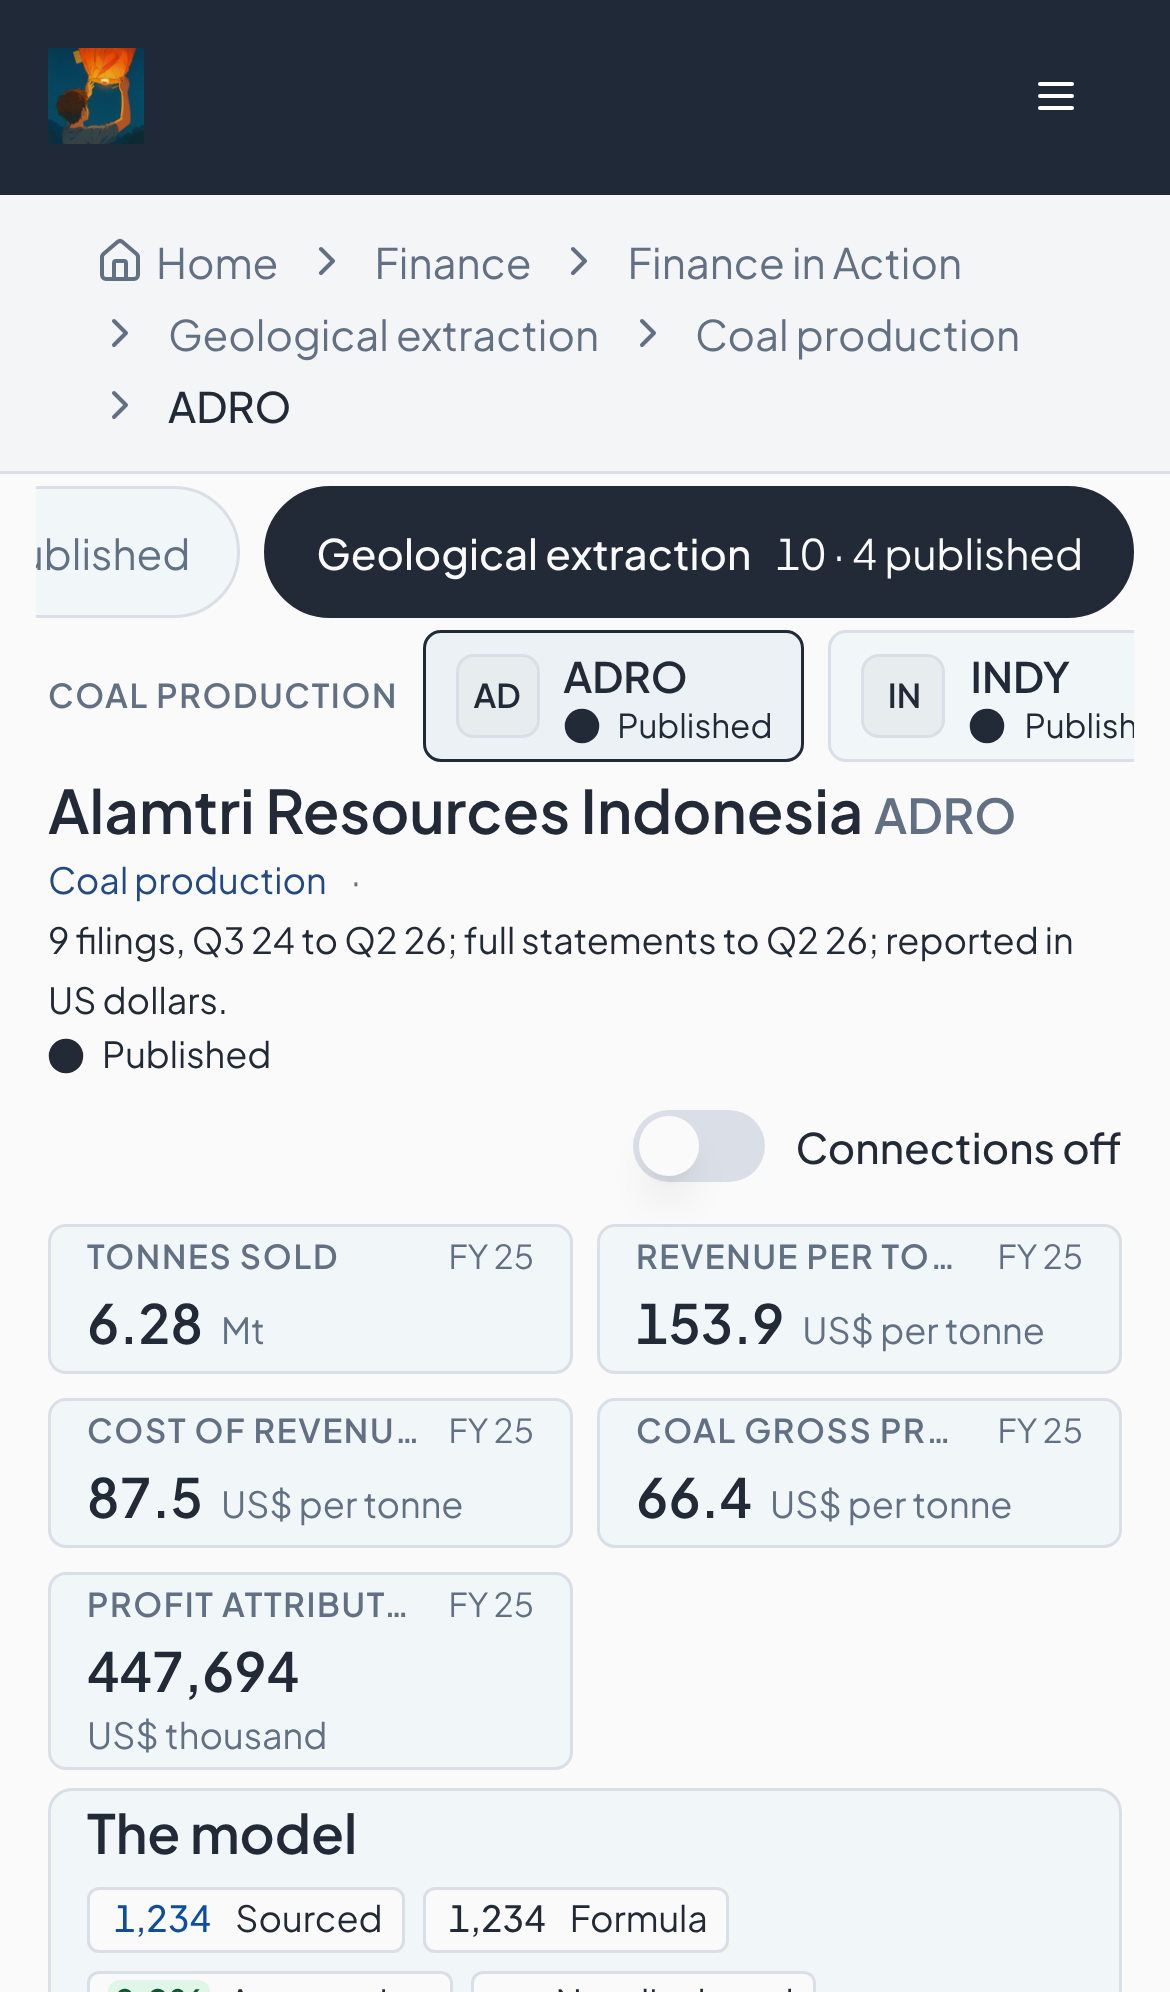 Home > Finance > Finance in Action
> Geological extraction > Coal production
> ADRO
ublished
Geological extraction 10 · 4 published
COAL PRODUCTION
AD ADRO
Published
IN INDY
Publish
Alamtri Resources Indonesia ADRO
Coal production ·
9 filings, Q3 24 to Q2 26; full statements to Q2 26; reported in
US dollars.
Published
Connections off
TONNES SOLD FY 25
6.28 Mt
REVENUE PER TO... FY 25
153.9 US$ per tonne
COST OF REVENU... FY 25
87.5 US$ per tonne
COAL GROSS PR... FY 25
66.4 US$ per tonne
PROFIT ATTRIBUT... FY 25
447,694
US$ thousand
The model
1,234 Sourced
1,234 Formula